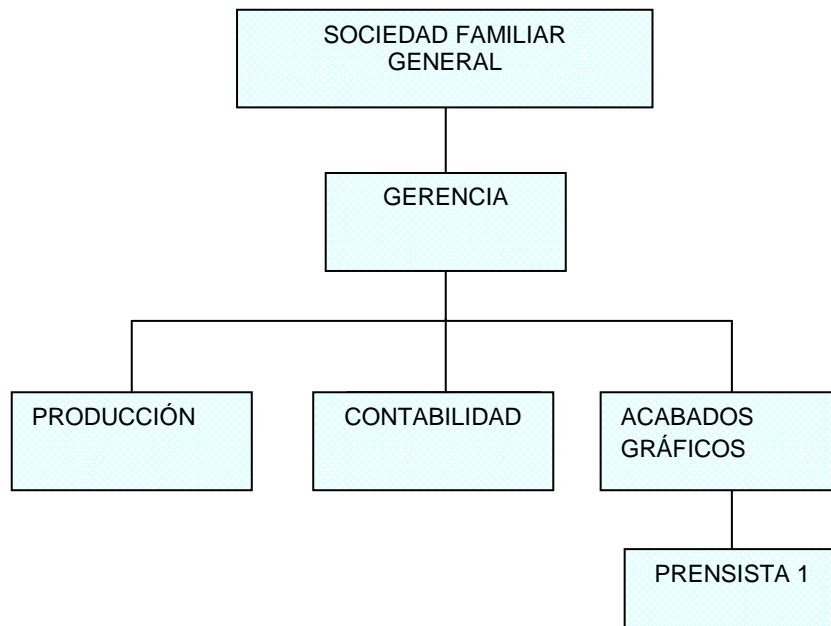 SOCIEDAD FAMILIAR
GENERAL
GERENCIA
PRODUCCIÓN
CONTABILIDAD
ACABADOS
GRÁFICOS
PRENSISTA 1